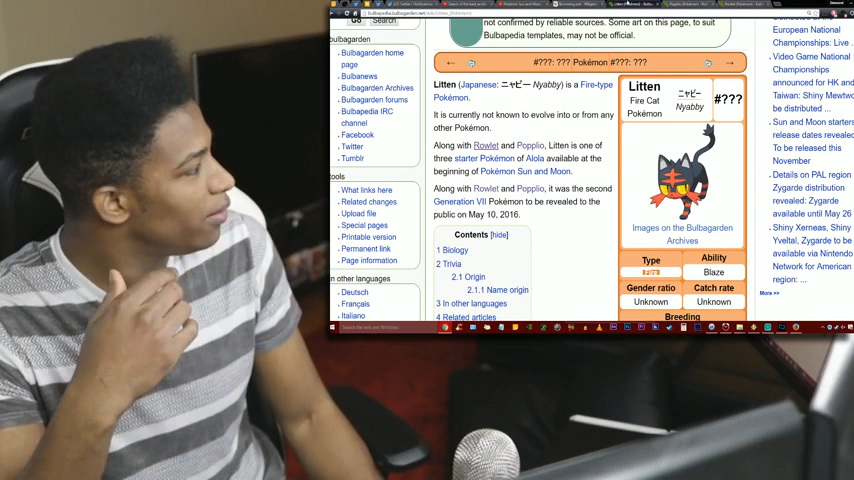 bulbapedia.bulbagarden.net
Go
Search
bulbagarden
Bulbagarden home
page
Bulbanews
Bulbagarden Archives
Bulbagarden forums
Bulbapedia IRC
channel
Facebook
Twitter
Tumblr
tools
What links here
Related changes
Upload file
Special pages
Printable version
Permanent link
Page information
n other languages
Deutsch
Français
Italiano
not confirmed by reliable sources. Some art on this page, to suit
Bulbapedia templates, may not be official.
← #???: ??? Pokémon #???: ??? →
Litten (Japanese: ニャビー Nyabby) is a Fire-type
Pokémon.
It is currently not known to evolve into or from any
other Pokémon.
Along with Rowlet and Popplio, Litten is one of
three starter Pokémon of Alola available at the
beginning of Pokémon Sun and Moon.
Along with Rowlet and Popplio, it was the second
Generation VII Pokémon to be revealed to the
public on May 10, 2016.
Contents [hide]
1 Biology
2 Trivia
2.1 Origin
2.1.1 Name origin
3 In other languages
4 Related articles
Litten
Fire Cat
Pokémon
ニャビー
Nyabby
#???
Images on the Bulbagarden
Archives
Type
Fire
Ability
Blaze
Gender ratio
Unknown
Catch rate
Unknown
Breeding
European
National
Championships: Live ..
Video Game National
Championships
announced for HK and
Taiwan: Shiny Mewtwo
be distributed ...
Sun and Moon starters
release dates revealed
To be released this
November
Details on PAL region
Zygarde distribution
revealed: Zygarde
available until May 26
Shiny Xerneas, Shiny
Yveltal, Zygarde to be
available via Nintendo
Network for American
region: ...
More >>
Search the web and Windows